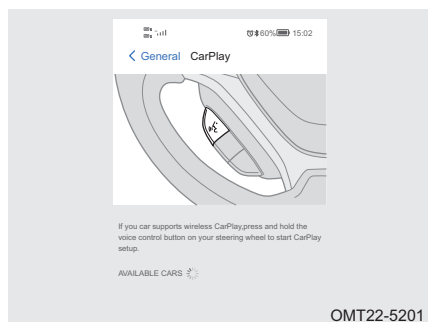 60% 15:02
General CarPlay
If you car supports wireless CarPlay,press and hold the
voice control button on your steering wheel to start CarPlay
setup.
AVAILABLE CARS
OMT22-5201